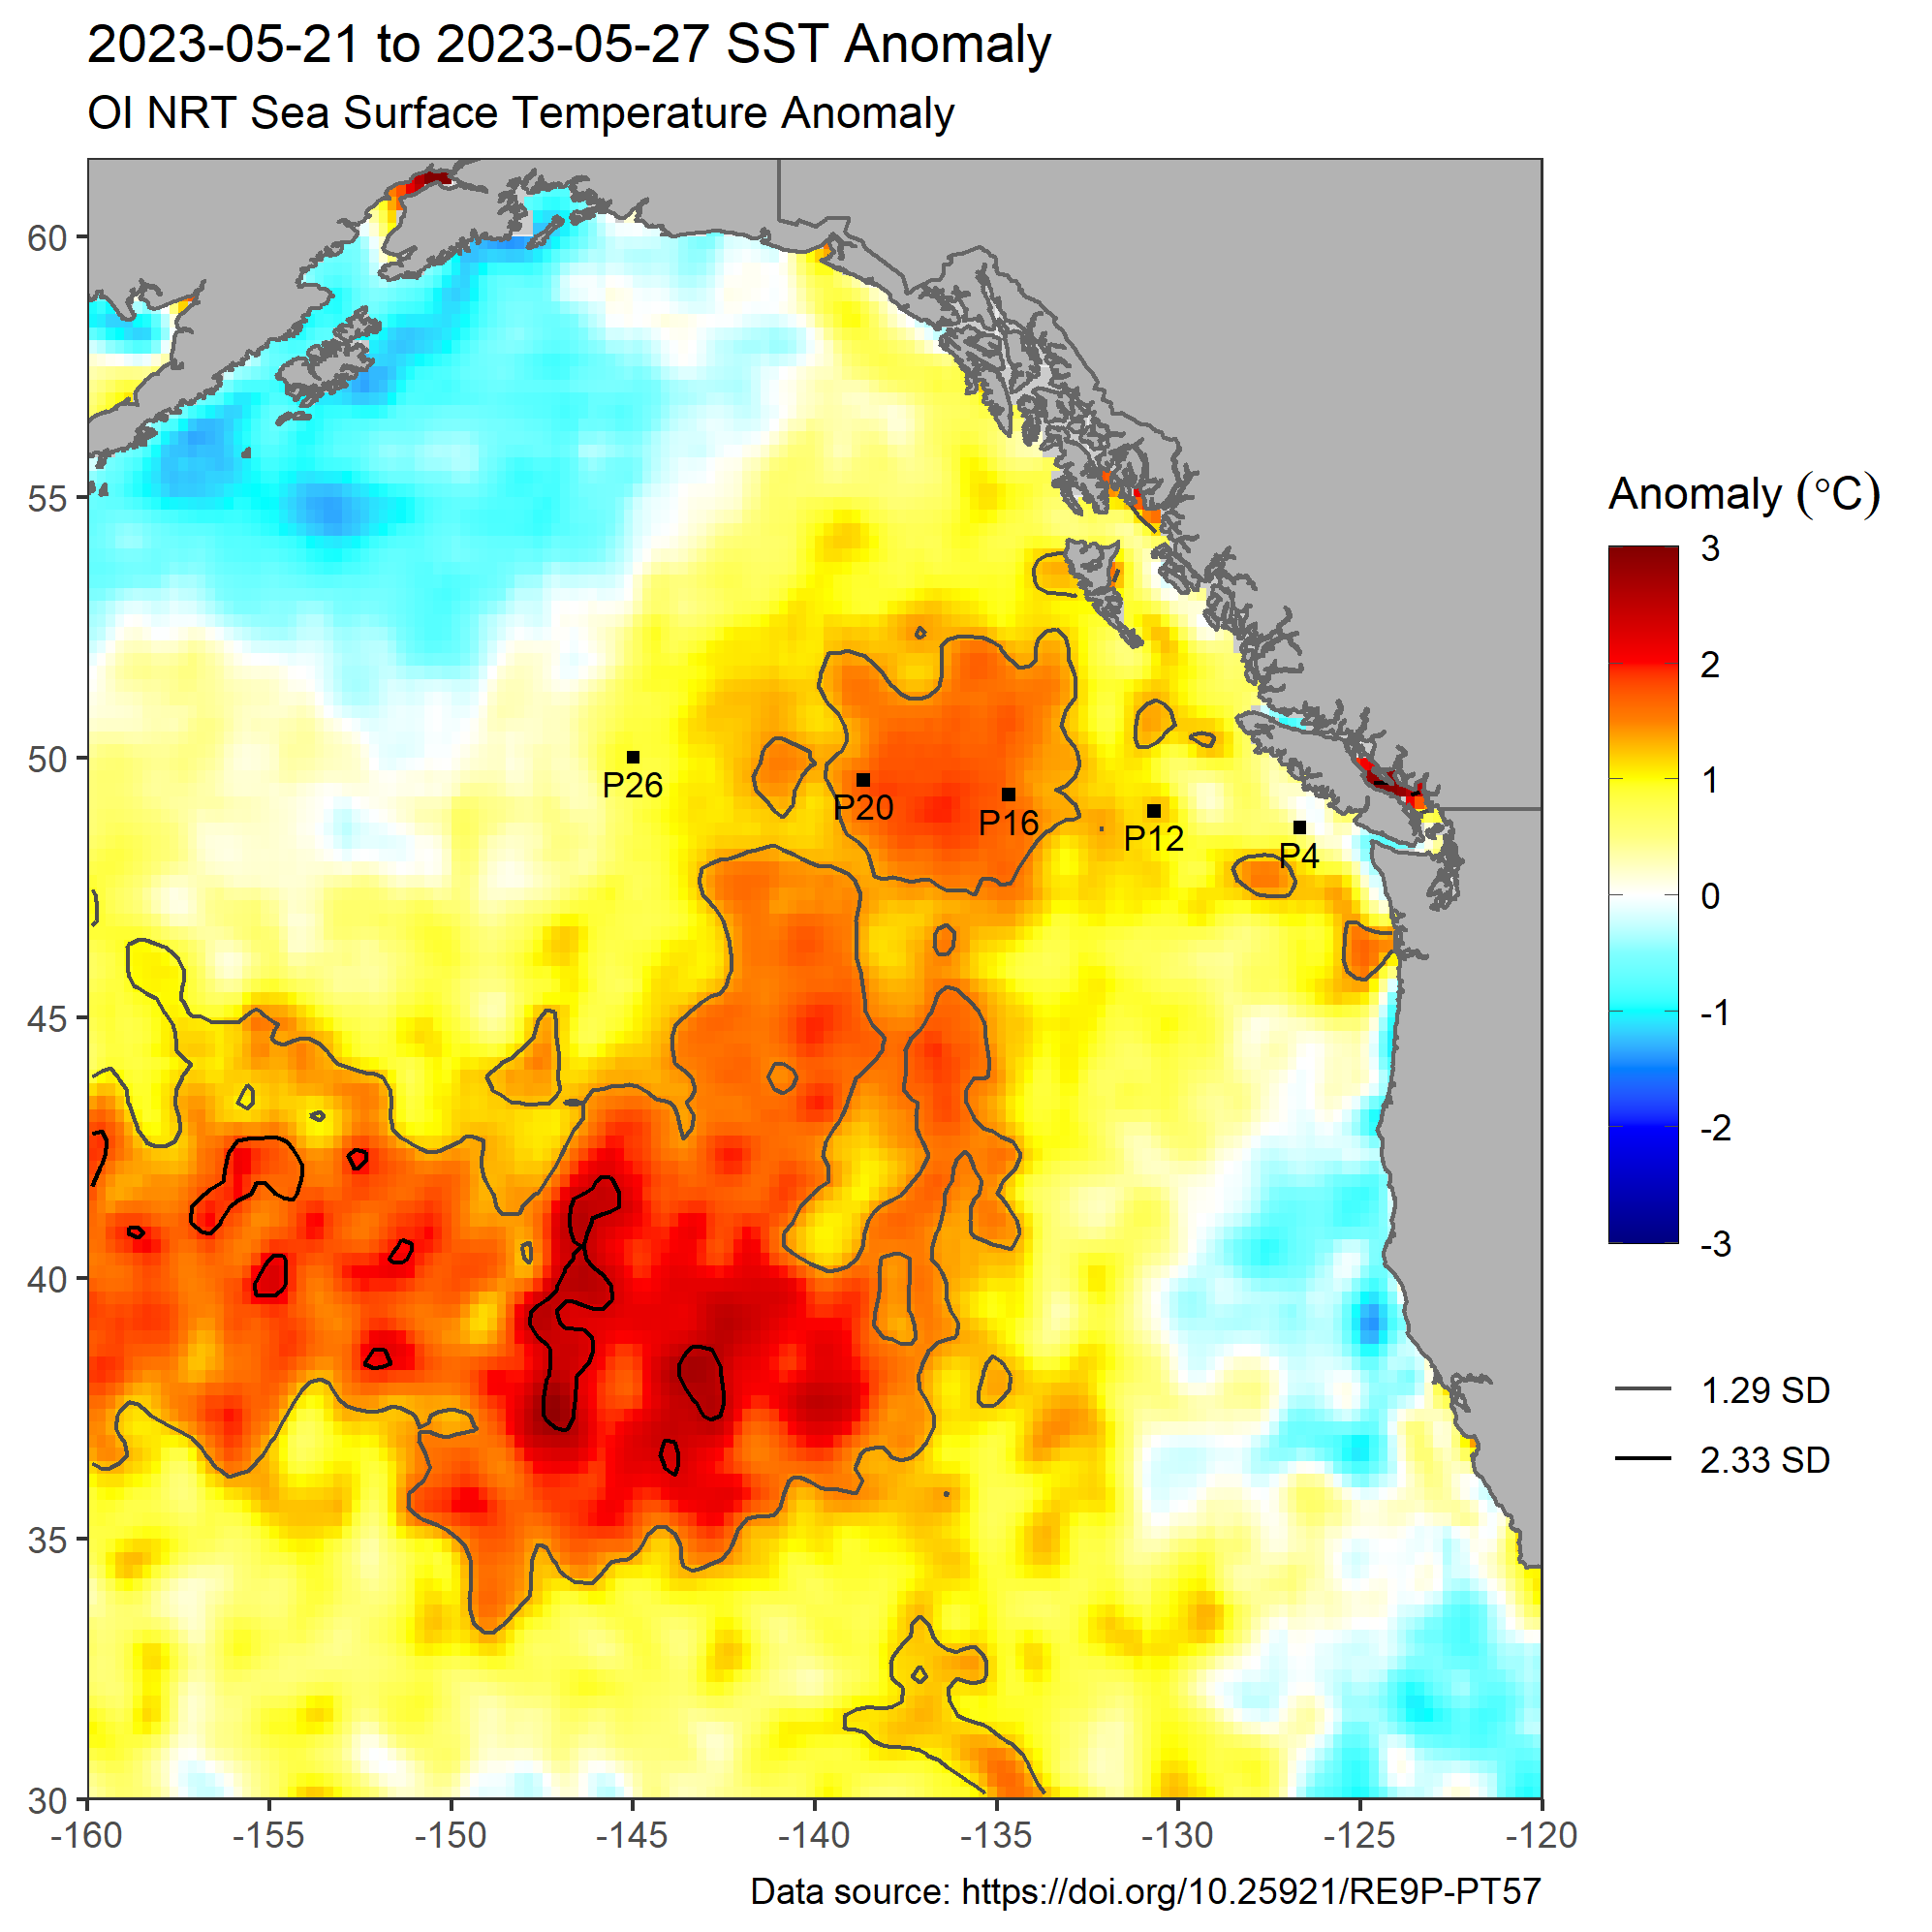 2023-05-21 to 2023-05-27 SST Anomaly
OI NRT Sea Surface Temperature Anomaly
60
55
50
45
40
35
30
-160
-155
-150
-145
-140
-135
-130
-125
-120
P26
P20
P16
P12
P4
Anomaly (°C)
3
2
1
0
-1
-2
-3
1.29 SD
2.33 SD
Data source: https://doi.org/10.25921/RE9P-PT57